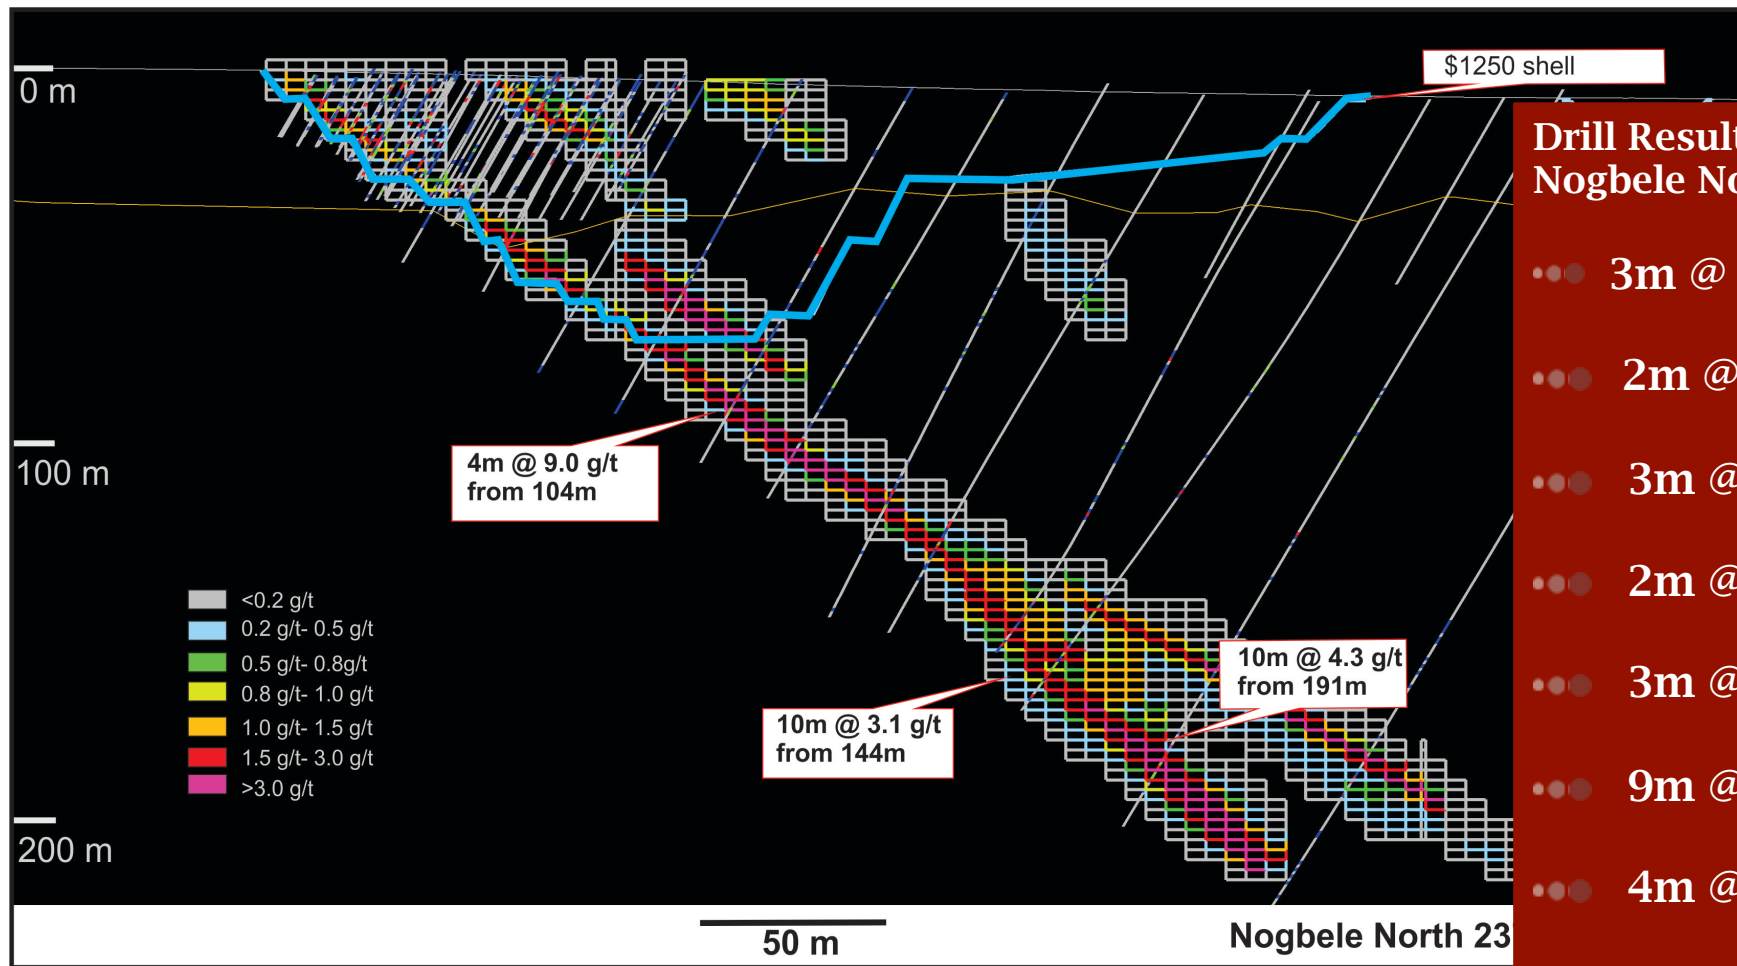 0 m
$1250 shell
Drill Result
Nogbele No
3m @
2m @
3m @
2m @
3m @
9m @
4m @
4m @ 9.0 g/t
from 104m
100 m
<0.2 g/t
0.2 g/t- 0.5 g/t
0.5 g/t- 0.8g/t
0.8 g/t- 1.0 g/t
1.0 g/t- 1.5 g/t
1.5 g/t- 3.0 g/t
>3.0 g/t
10m @ 4.3 g/t
from 191m
10m @ 3.1 g/t
from 144m
200 m
50 m
Nogbele North 23